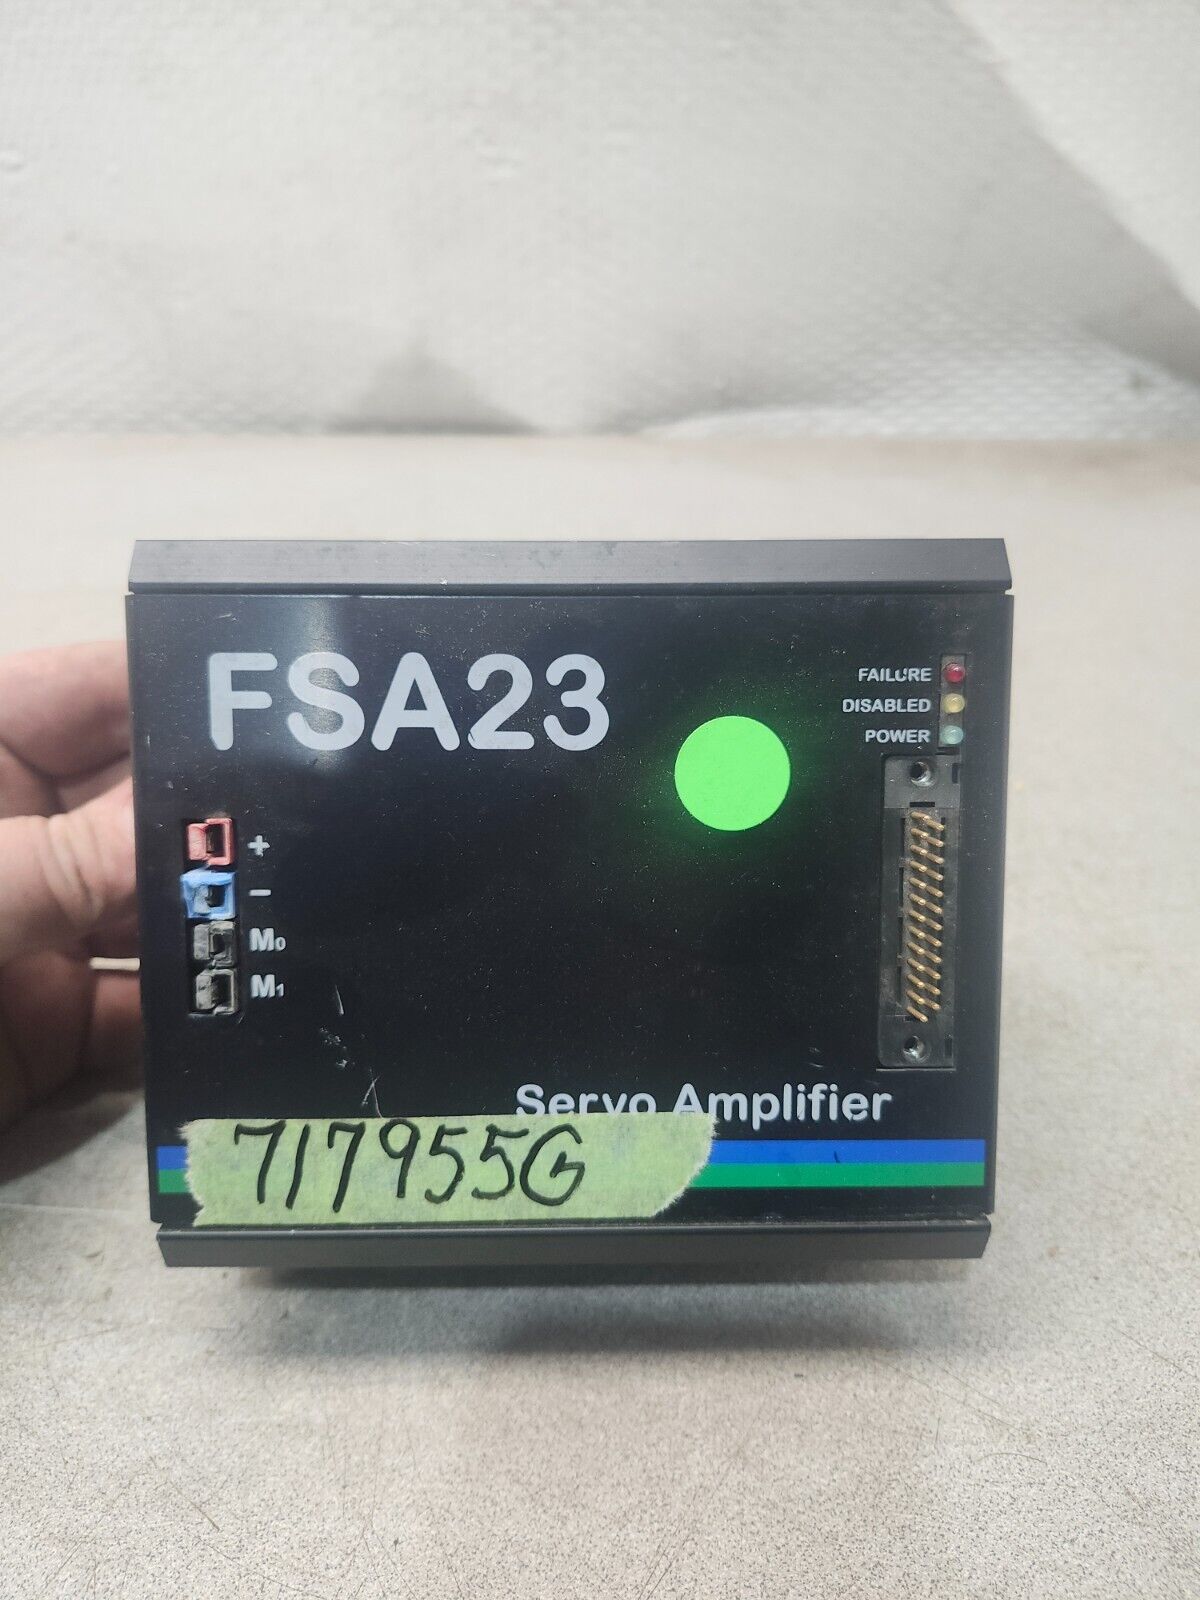 FSA23
FAILURE
DISABLED
POWER
+
−
M₀
M₁
Servo Amplifier
717955G